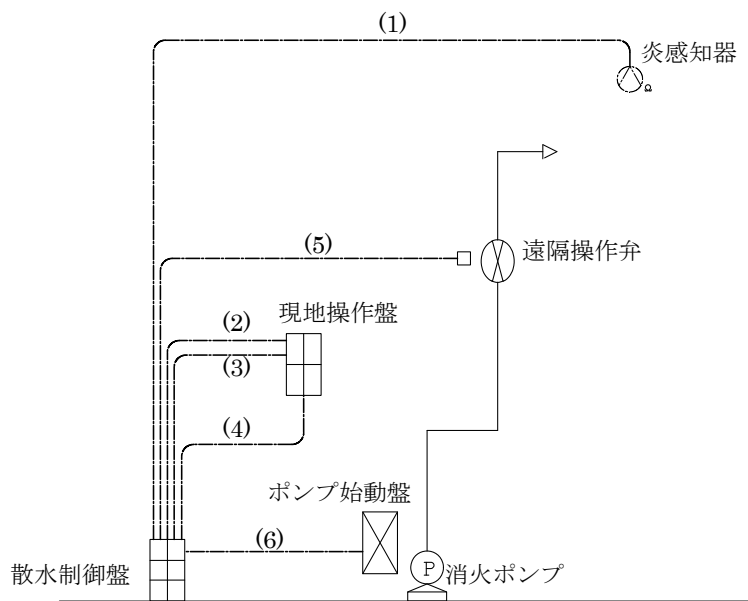 (1)
炎感知器
Ω
(5)
遠隔操作弁
現地操作盤
(2)
(3)
(4)
ポンプ始動盤
(6)
散水制御盤
P
消火ポンプ